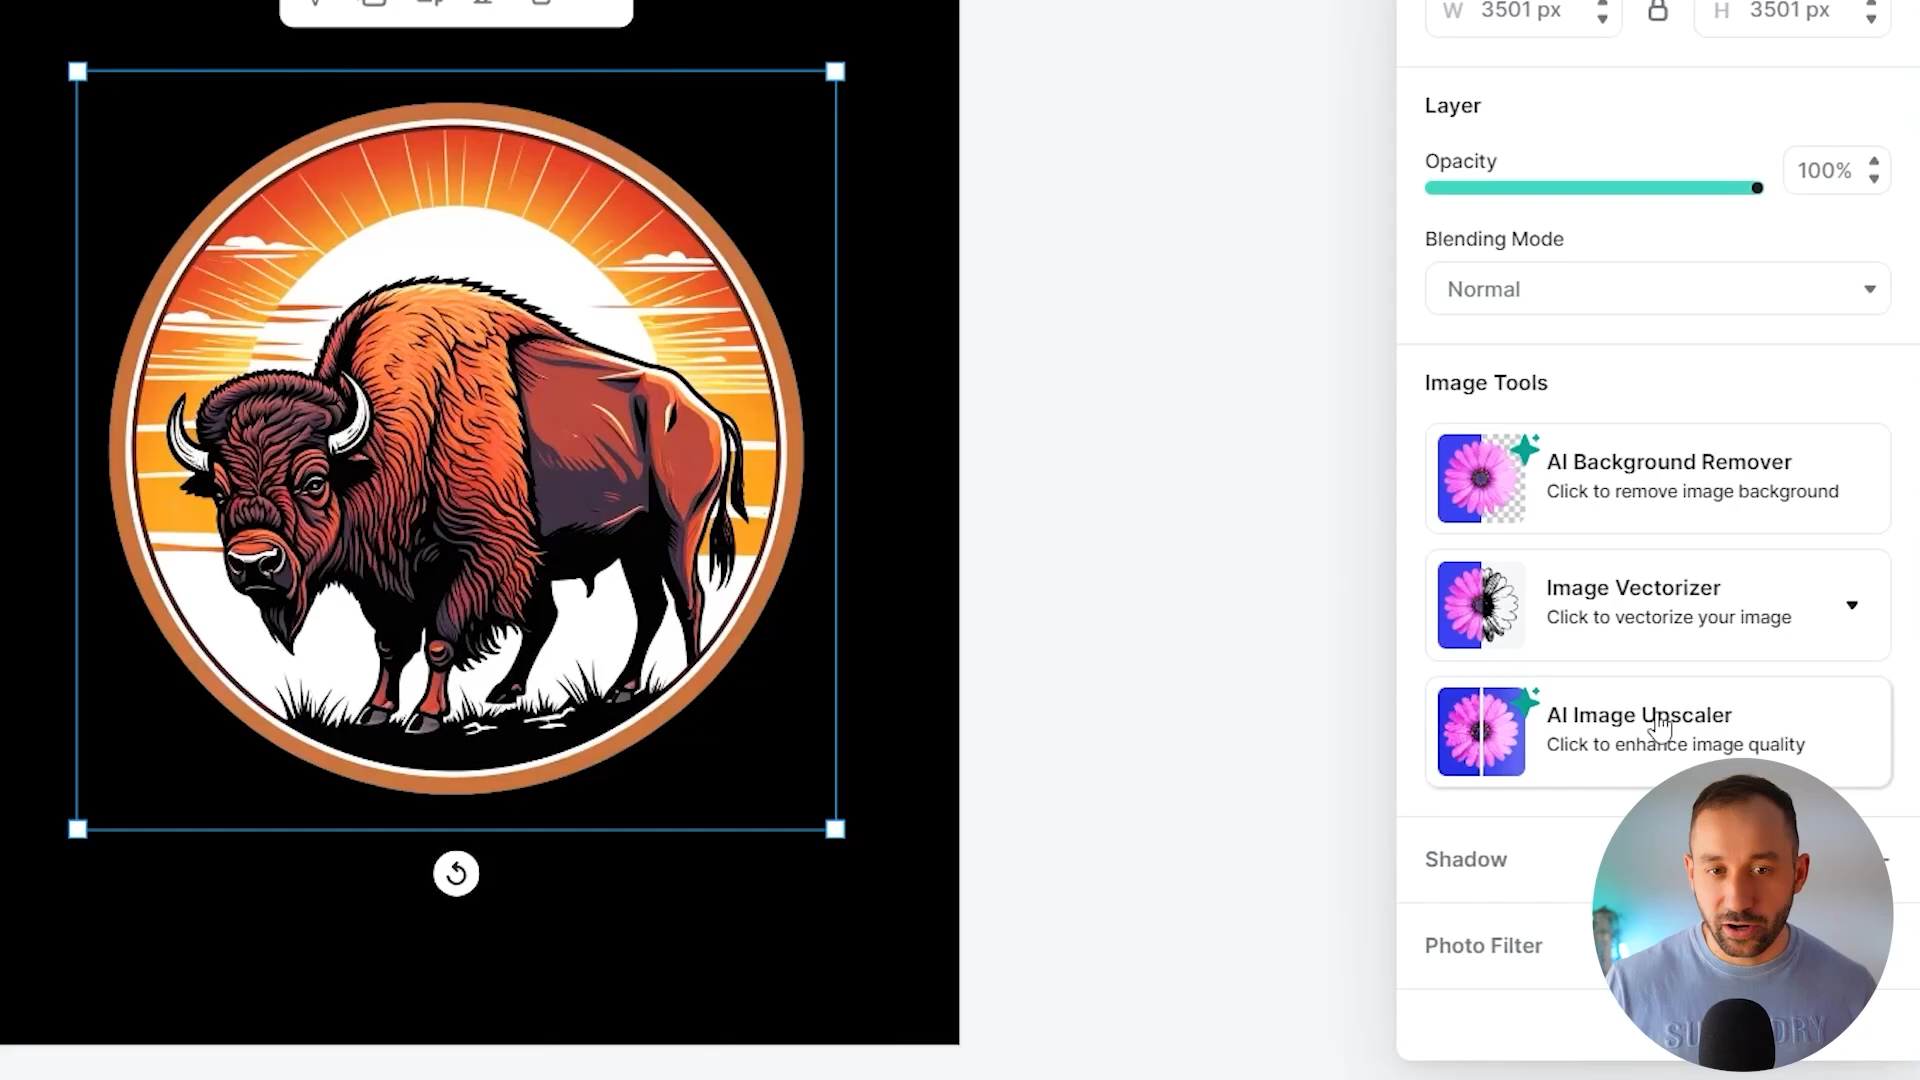 W 3501 px
H 3501 px
Layer
Opacity
100%
Blending Mode
Normal
Image Tools
AI Background Remover
Click to remove image background
Image Vectorizer
Click to vectorize your image
AI Image Upscaler
Click to enhance image quality
Shadow
Photo Filter